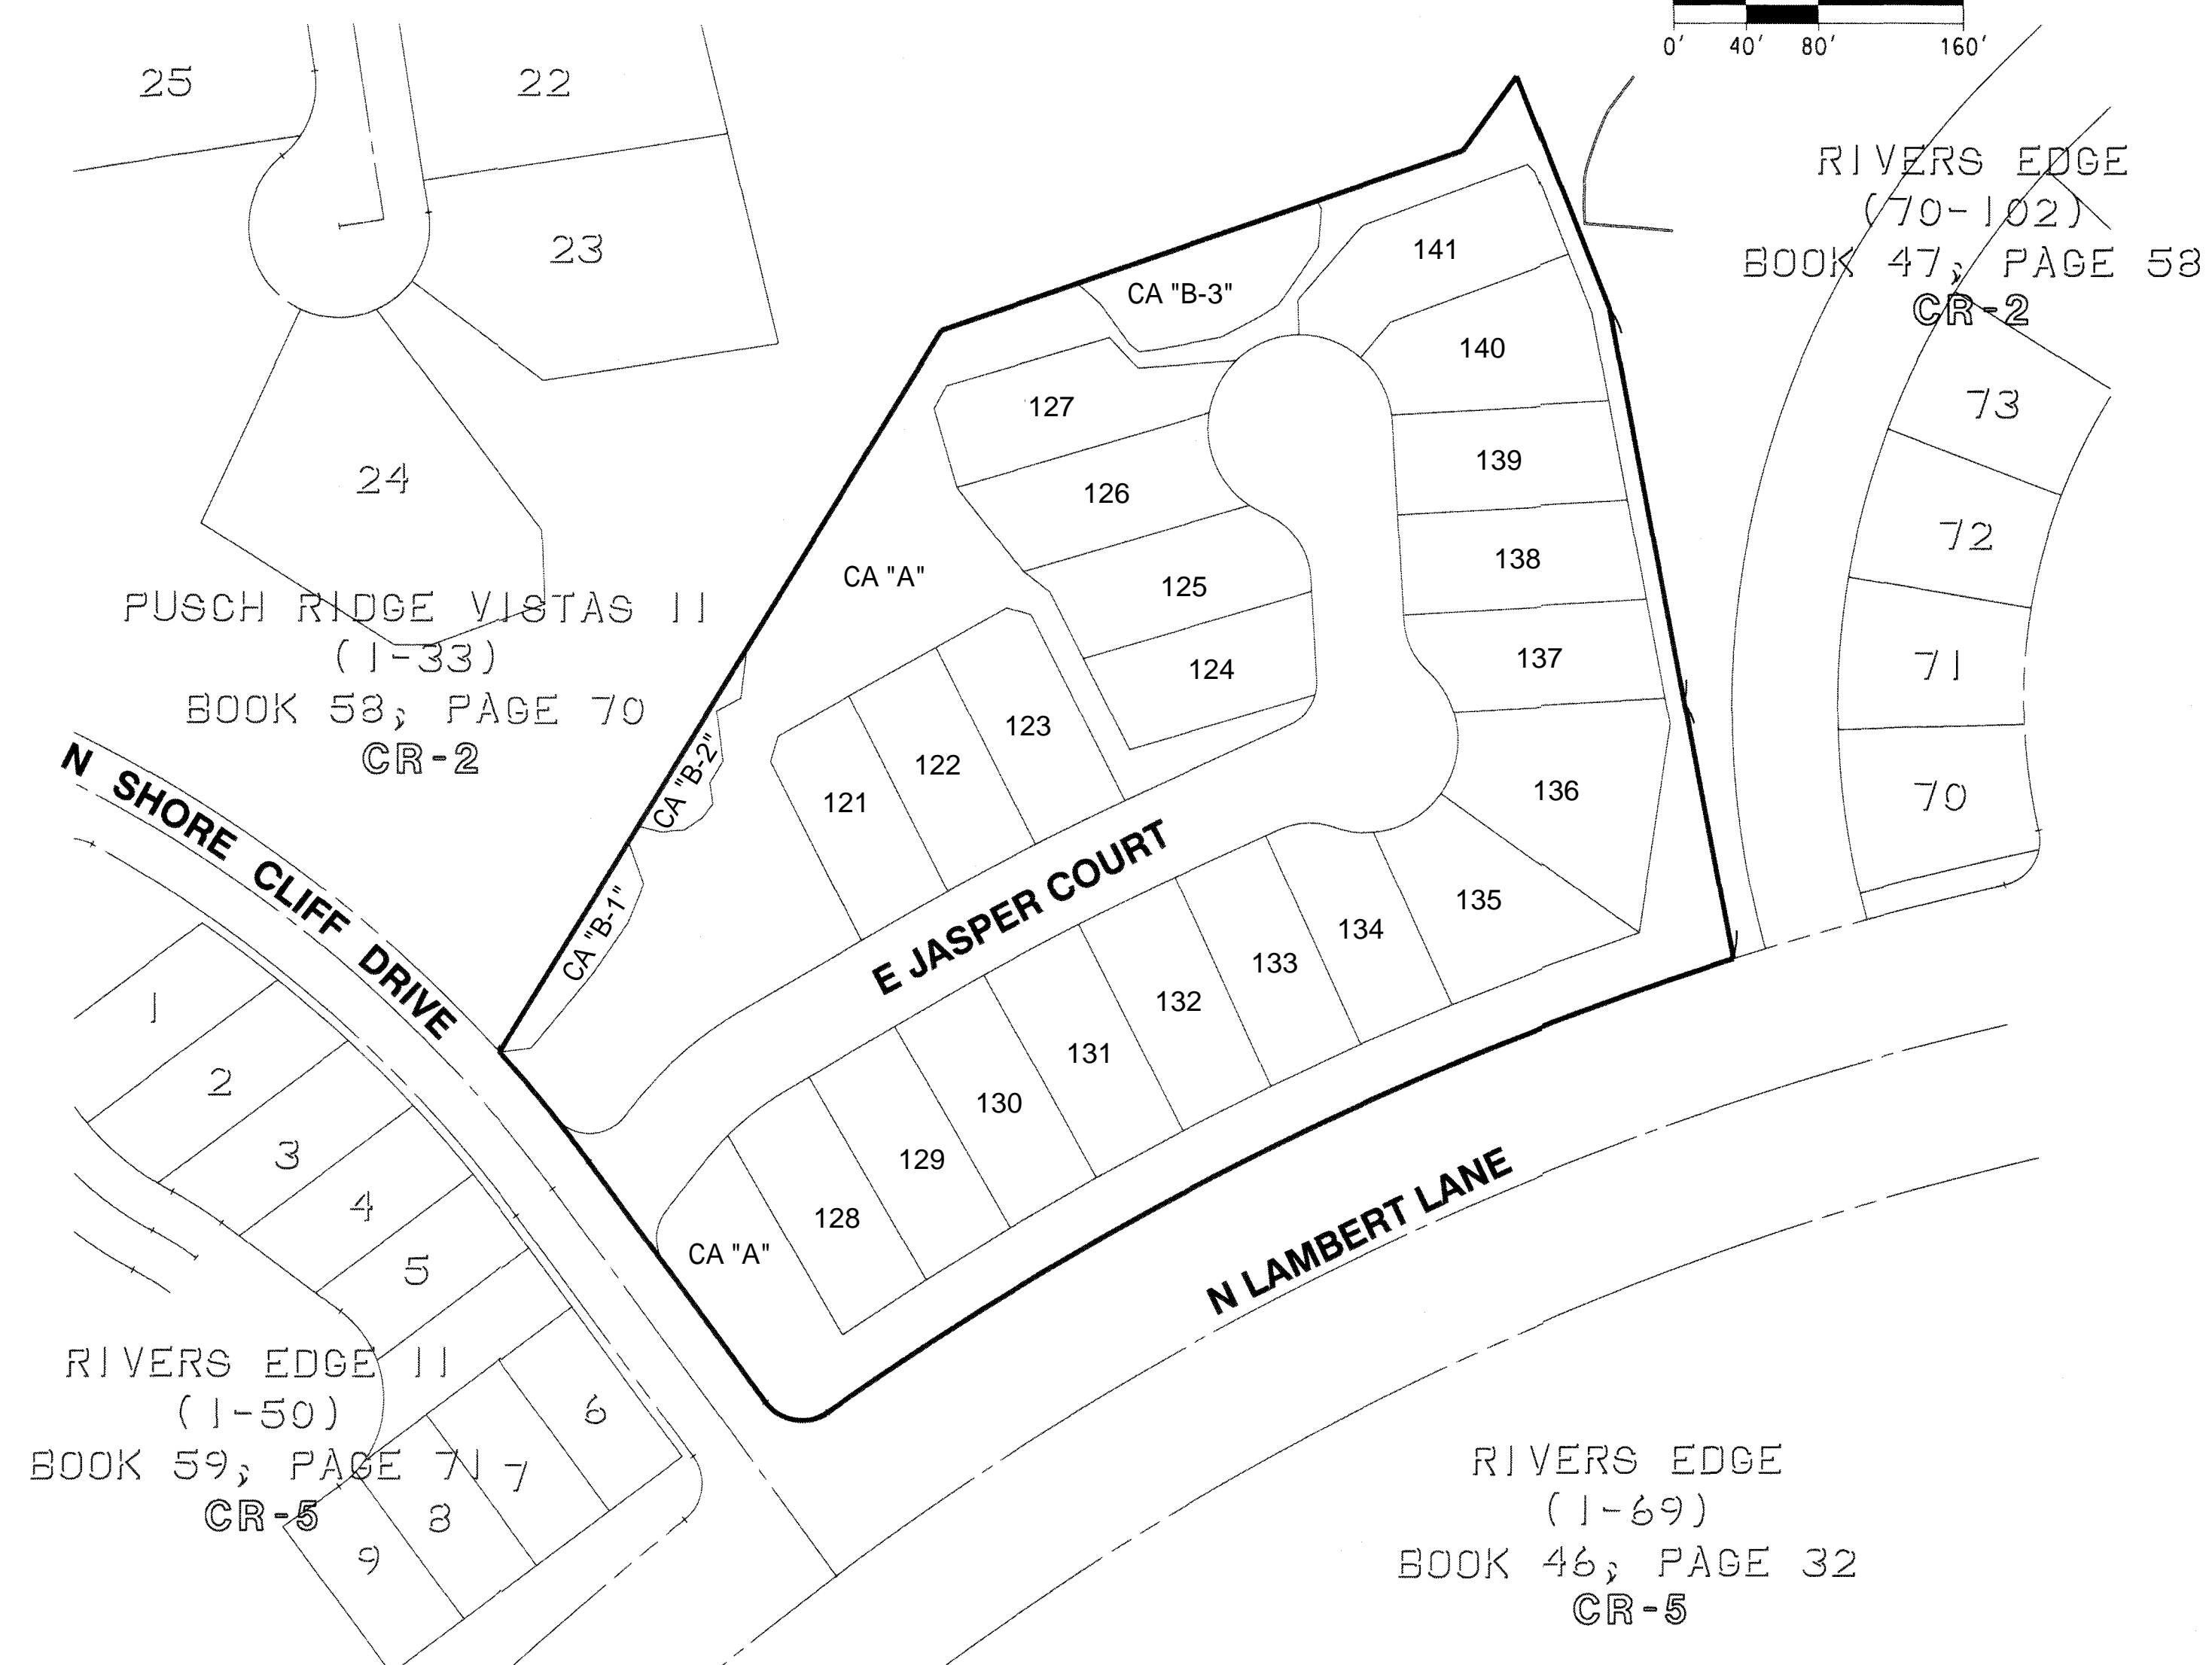 0' 40' 80' 160'
25
22
23
24
RIVERS EDGE
(70-102)
BOOK 47, PAGE 58
CR-2
141
CA "B-3"
140
127
139
126
138
CA "A"
125
137
124
123
122
121
136
73
72
71
70
PUSCH RIDGE VISTAS II
(1-33)
BOOK 58, PAGE 70
CR-2
CA "B-2"
CA "B-1"
N SHORE CLIFF DRIVE
E JASPER COURT
135
134
133
132
131
130
129
128
CA "A"
N LAMBERT LANE
1
2
3
4
5
6
7
8
9
RIVERS EDGE II
(1-50)
BOOK 59, PAGE 71
CR-5
RIVERS EDGE
(1-69)
BOOK 46, PAGE 32
CR-5